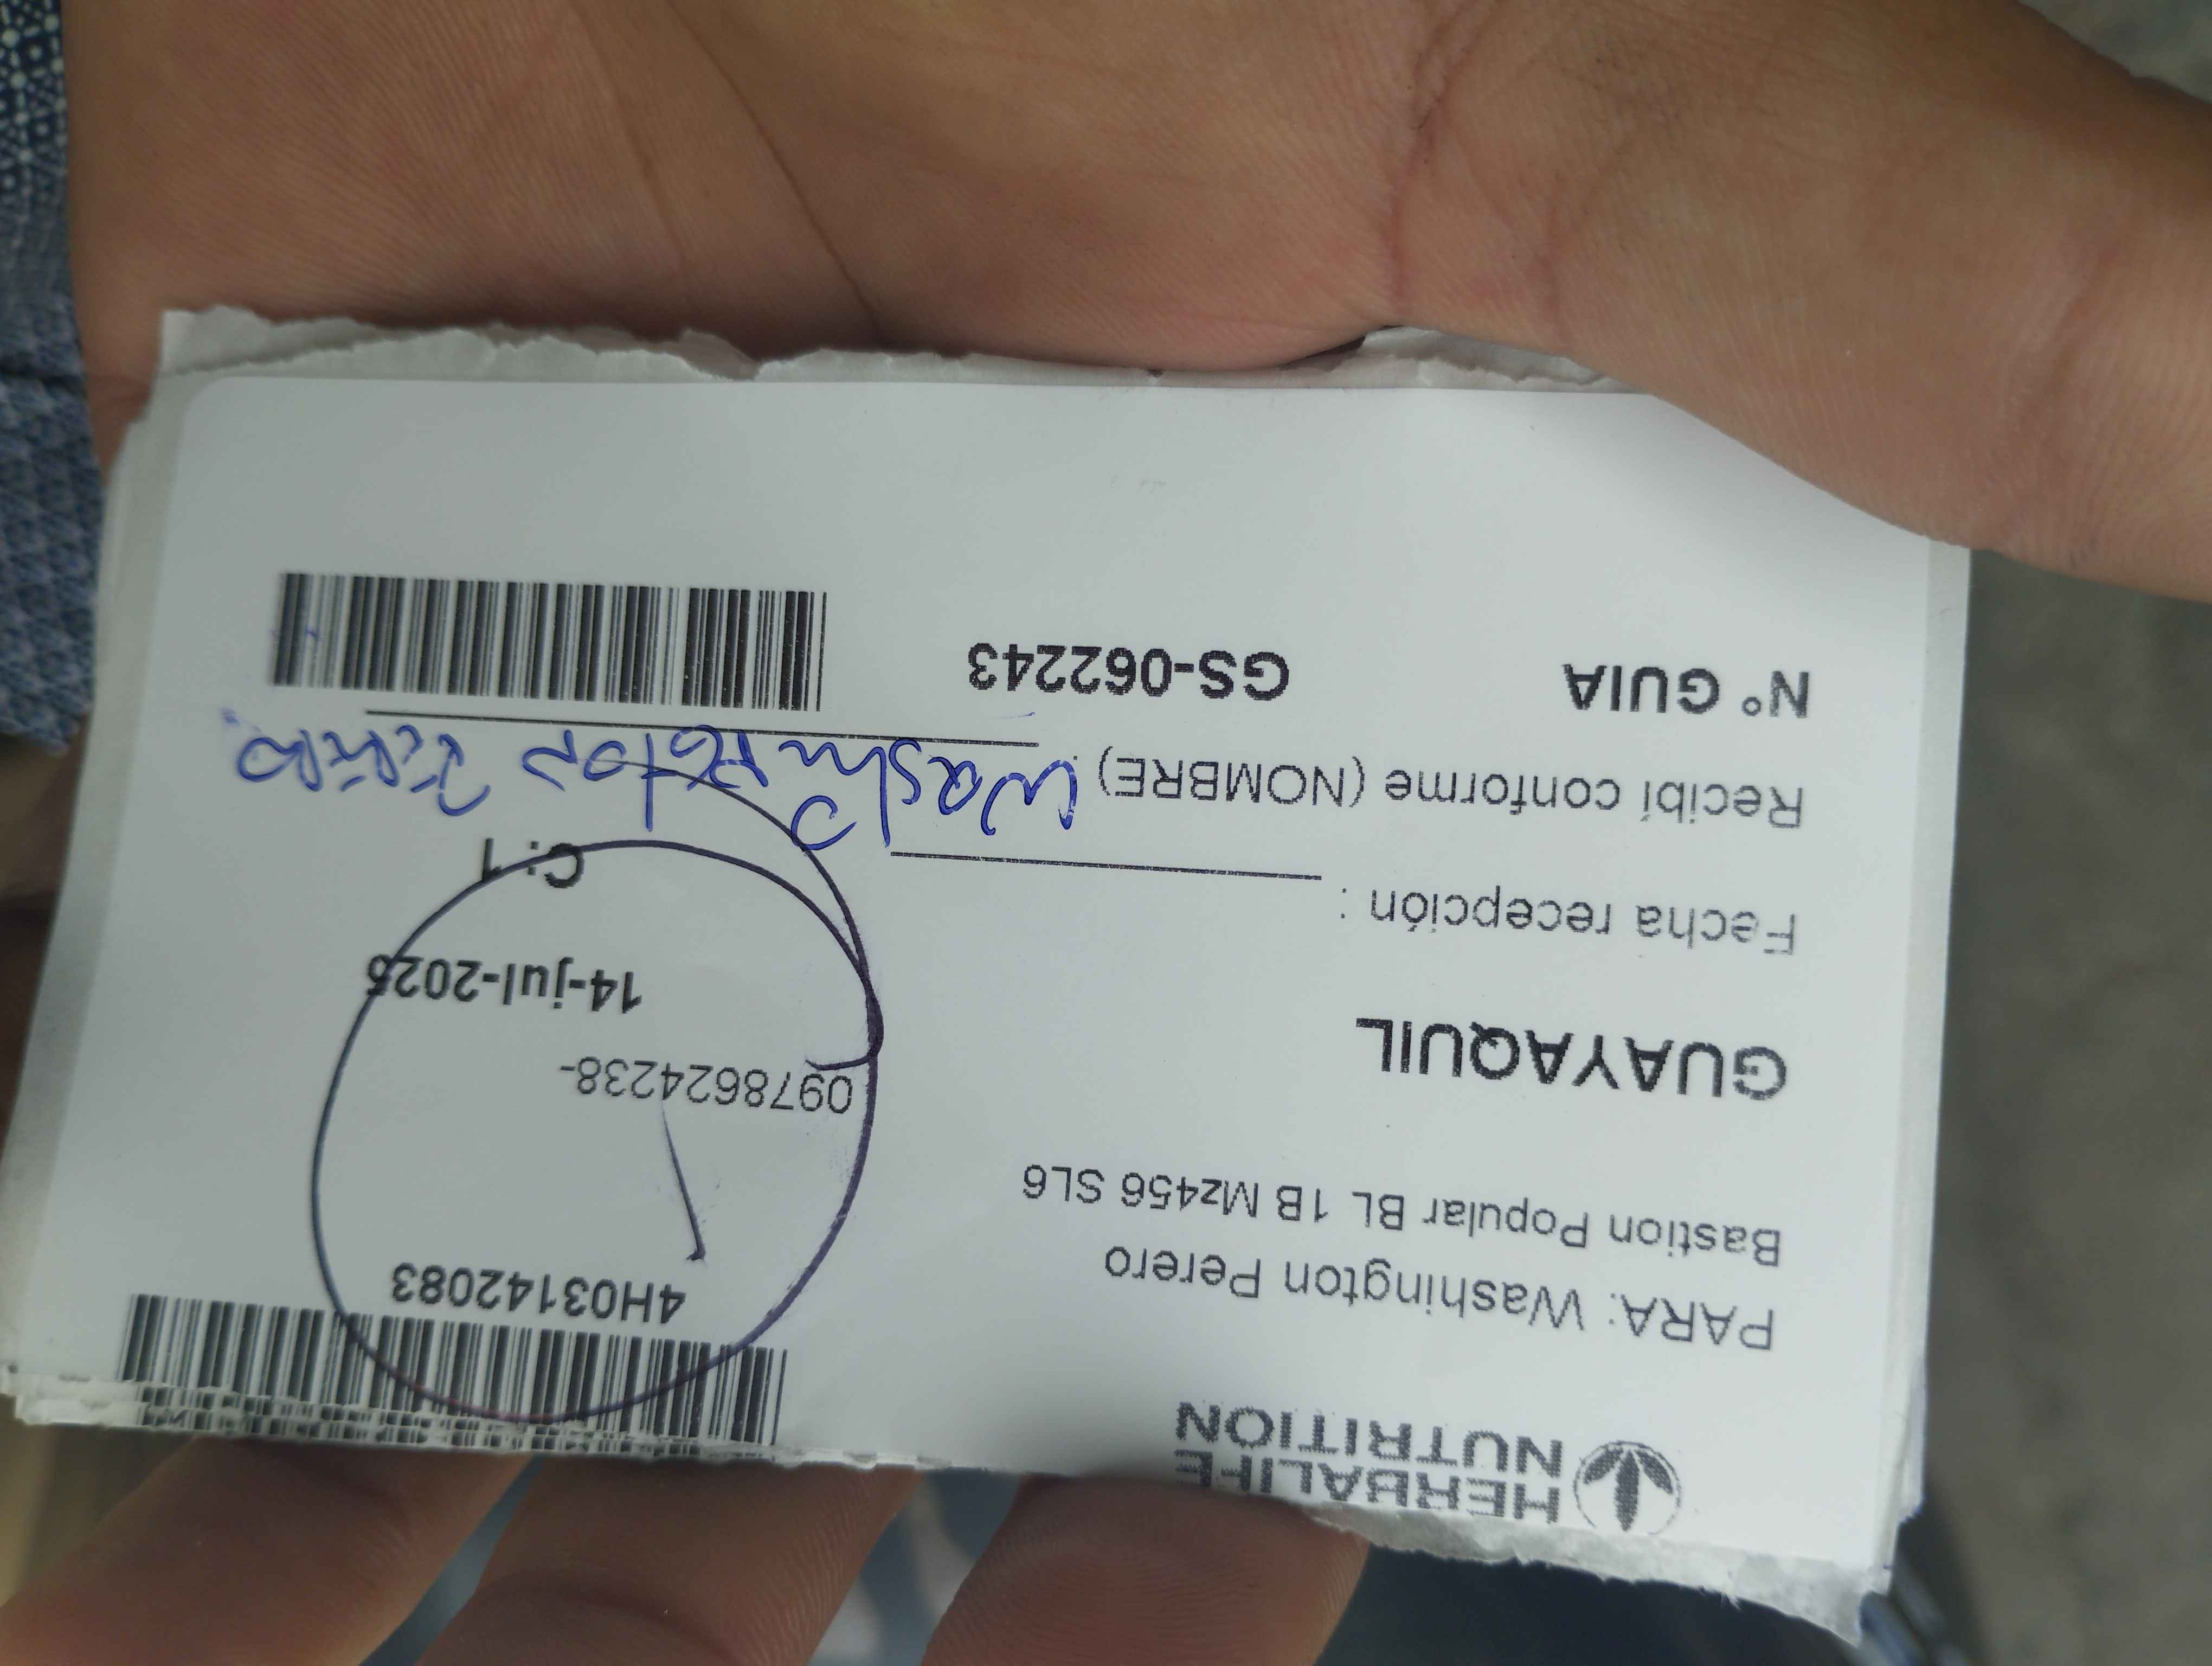 HERBALIFE
NUTRITION
4H03142083
PARA: Washington Perero
Bastion Popular BL 1B Mz456 SL6
0978624238-
GUAYAQUIL
14-jul-2025
Fecha recepción :
C: 1
Recibí conforme (NOMBRE) : Washington Perero
N° GUIA GS-062243